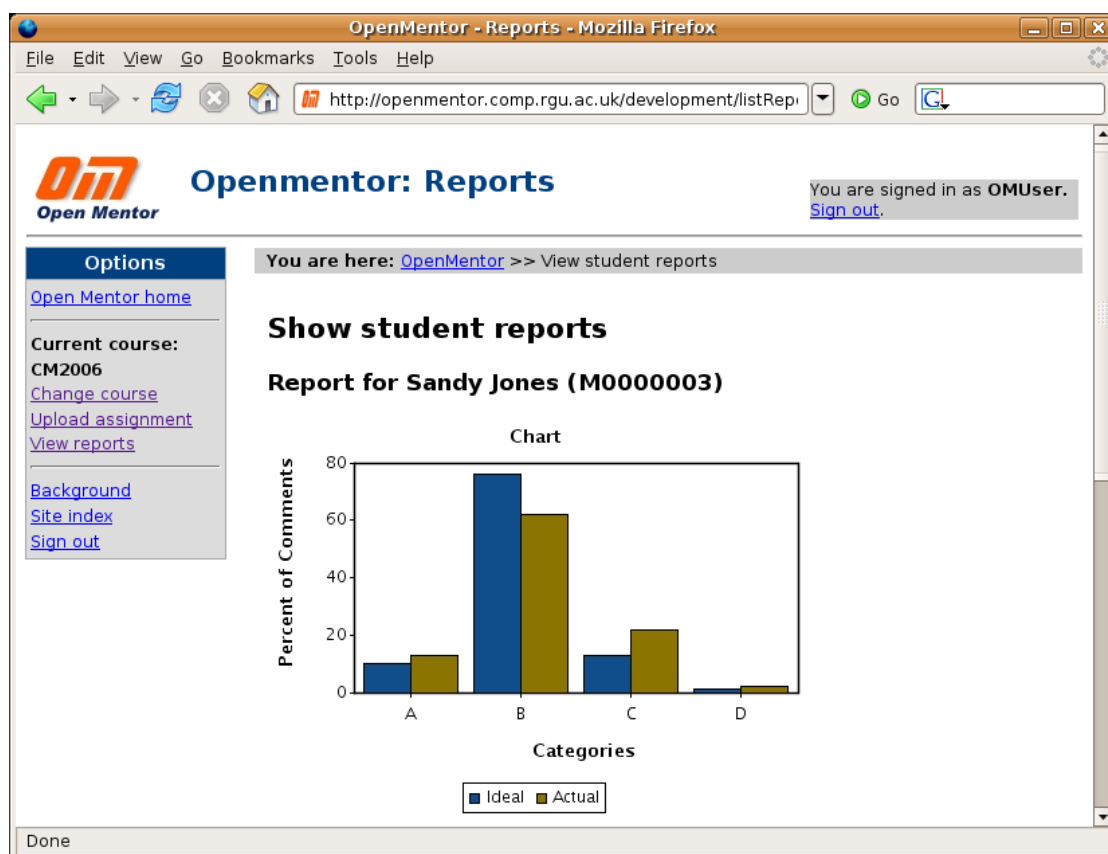 OpenMentor - Reports - Mozilla Firefox
File Edit View Go Bookmarks Tools Help
http://openmentor.comp.rgu.ac.uk/development/listRep
Go
G
Om
Open Mentor
Openmentor: Reports
You are signed in as OMUser.
Sign out.
Options
Open Mentor home
Current course:
CM2006
Change course
Upload assignment
View reports
Background
Site index
Sign out
You are here: OpenMentor >> View student reports
Show student reports
Report for Sandy Jones (M0000003)
Chart
Percent of Comments
80
60
40
20
0
A B C D
Categories
Ideal Actual
Done